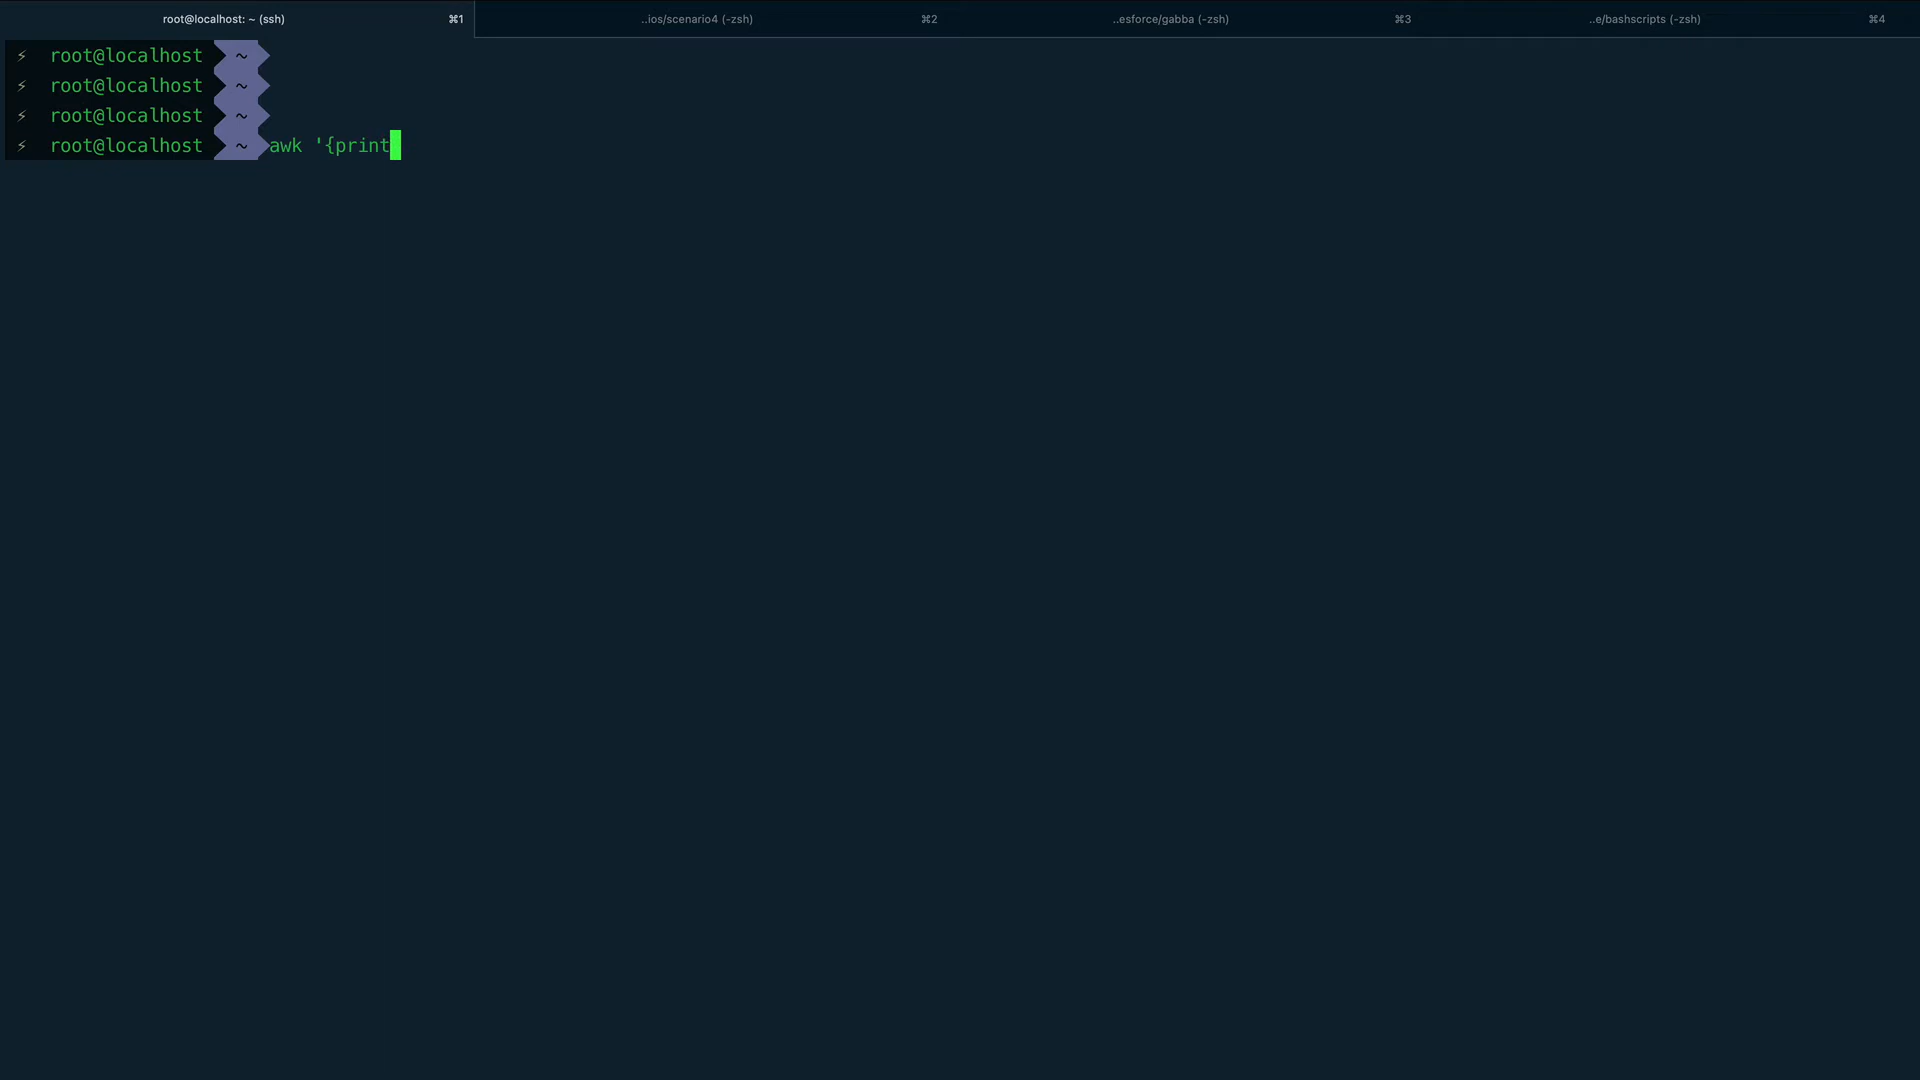 root@localhost: ~ (ssh) ⌘1 ..ios/scenario4 (-zsh) ⌘2 ..esforce/gabba (-zsh) ⌘3 ..e/bashscripts (-zsh) ⌘4
⚡ root@localhost ~
⚡ root@localhost ~
⚡ root@localhost ~
⚡ root@localhost ~ awk '{print